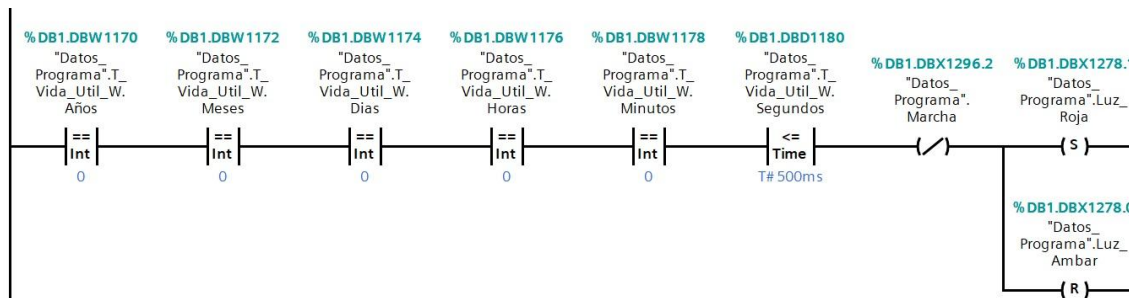 %DB1.DBW1170
"Datos_
Programa".T_
Vida_Util_W.
Años
==
Int
0
%DB1.DBW1172
"Datos_
Programa".T_
Vida_Util_W.
Meses
==
Int
0
%DB1.DBW1174
"Datos_
Programa".T_
Vida_Util_W.
Dias
==
Int
0
%DB1.DBW1176
"Datos_
Programa".T_
Vida_Util_W.
Horas
==
Int
0
%DB1.DBW1178
"Datos_
Programa".T_
Vida_Util_W.
Minutos
==
Int
0
%DB1.DBD1180
"Datos_
Programa".T_
Vida_Util_W.
Segundos
<=
Time
T#500ms
%DB1.DBX1296.2
"Datos_
Programa".
Marcha
%DB1.DBX1278.1
"Datos_
Programa".Luz_
Roja
S
%DB1.DBX1278.0
"Datos_
Programa".Luz_
Ambar
R